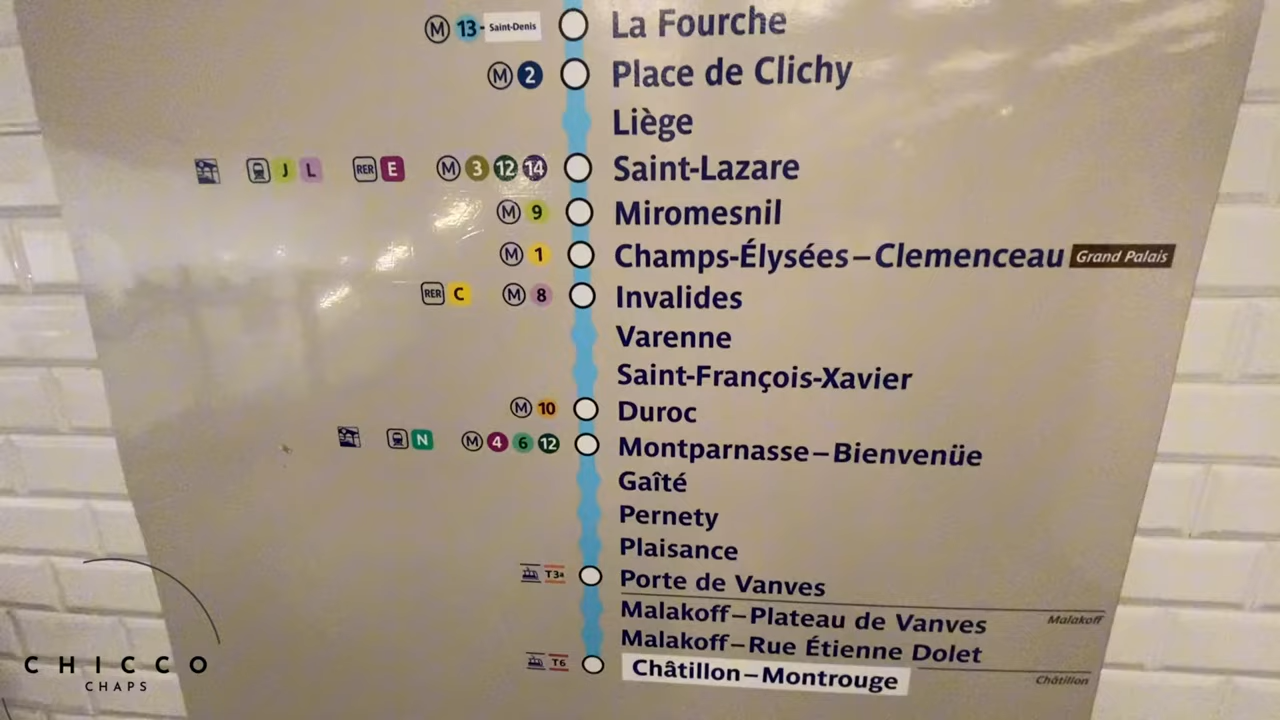 M 13 - Saint-Denis La Fourche
M 2 Place de Clichy
Liège
J L RER E M 3 12 14 Saint-Lazare
M 9 Miromesnil
M 1 Champs-Élysées – Clemenceau Grand Palais
RER C M 8 Invalides
Varenne
Saint-François-Xavier
M 10 Duroc
N M 4 6 12 Montparnasse – Bienvenüe
Gaîté
Pernety
Plaisance
T3a Porte de Vanves
Malakoff – Plateau de Vanves Malakoff
Malakoff – Rue Étienne Dolet
T6 Châtillon – Montrouge Châtillon
CHICCO
CHAPS